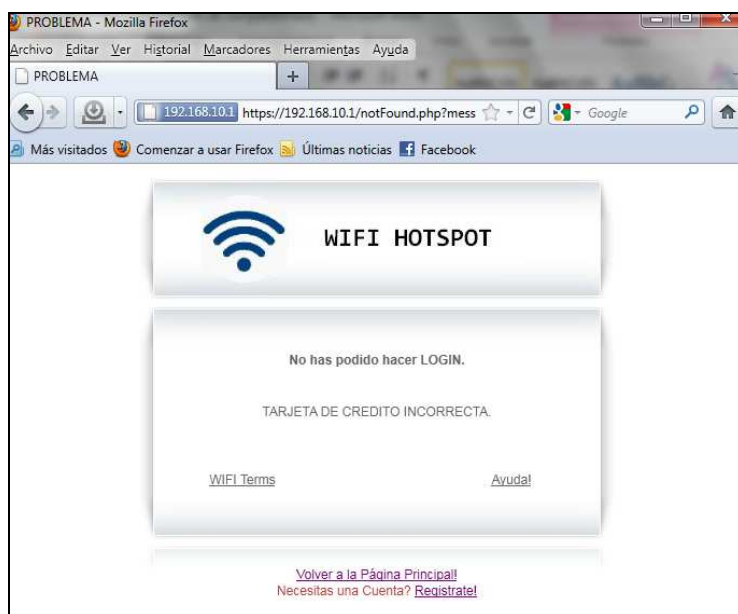 PROBLEMA - Mozilla Firefox
Archivo Editar Ver Historial Marcadores Herramientas Ayuda
PROBLEMA
192.168.10.1 https://192.168.10.1/notFound.php?mess Google
Más visitados Comenzar a usar Firefox Últimas noticias Facebook
WIFI HOTSPOT
No has podido hacer LOGIN.
TARJETA DE CREDITO INCORRECTA.
WIFI Terms Ayuda!
Volver a la Página Principal!
Necesitas una Cuenta? Registrate!